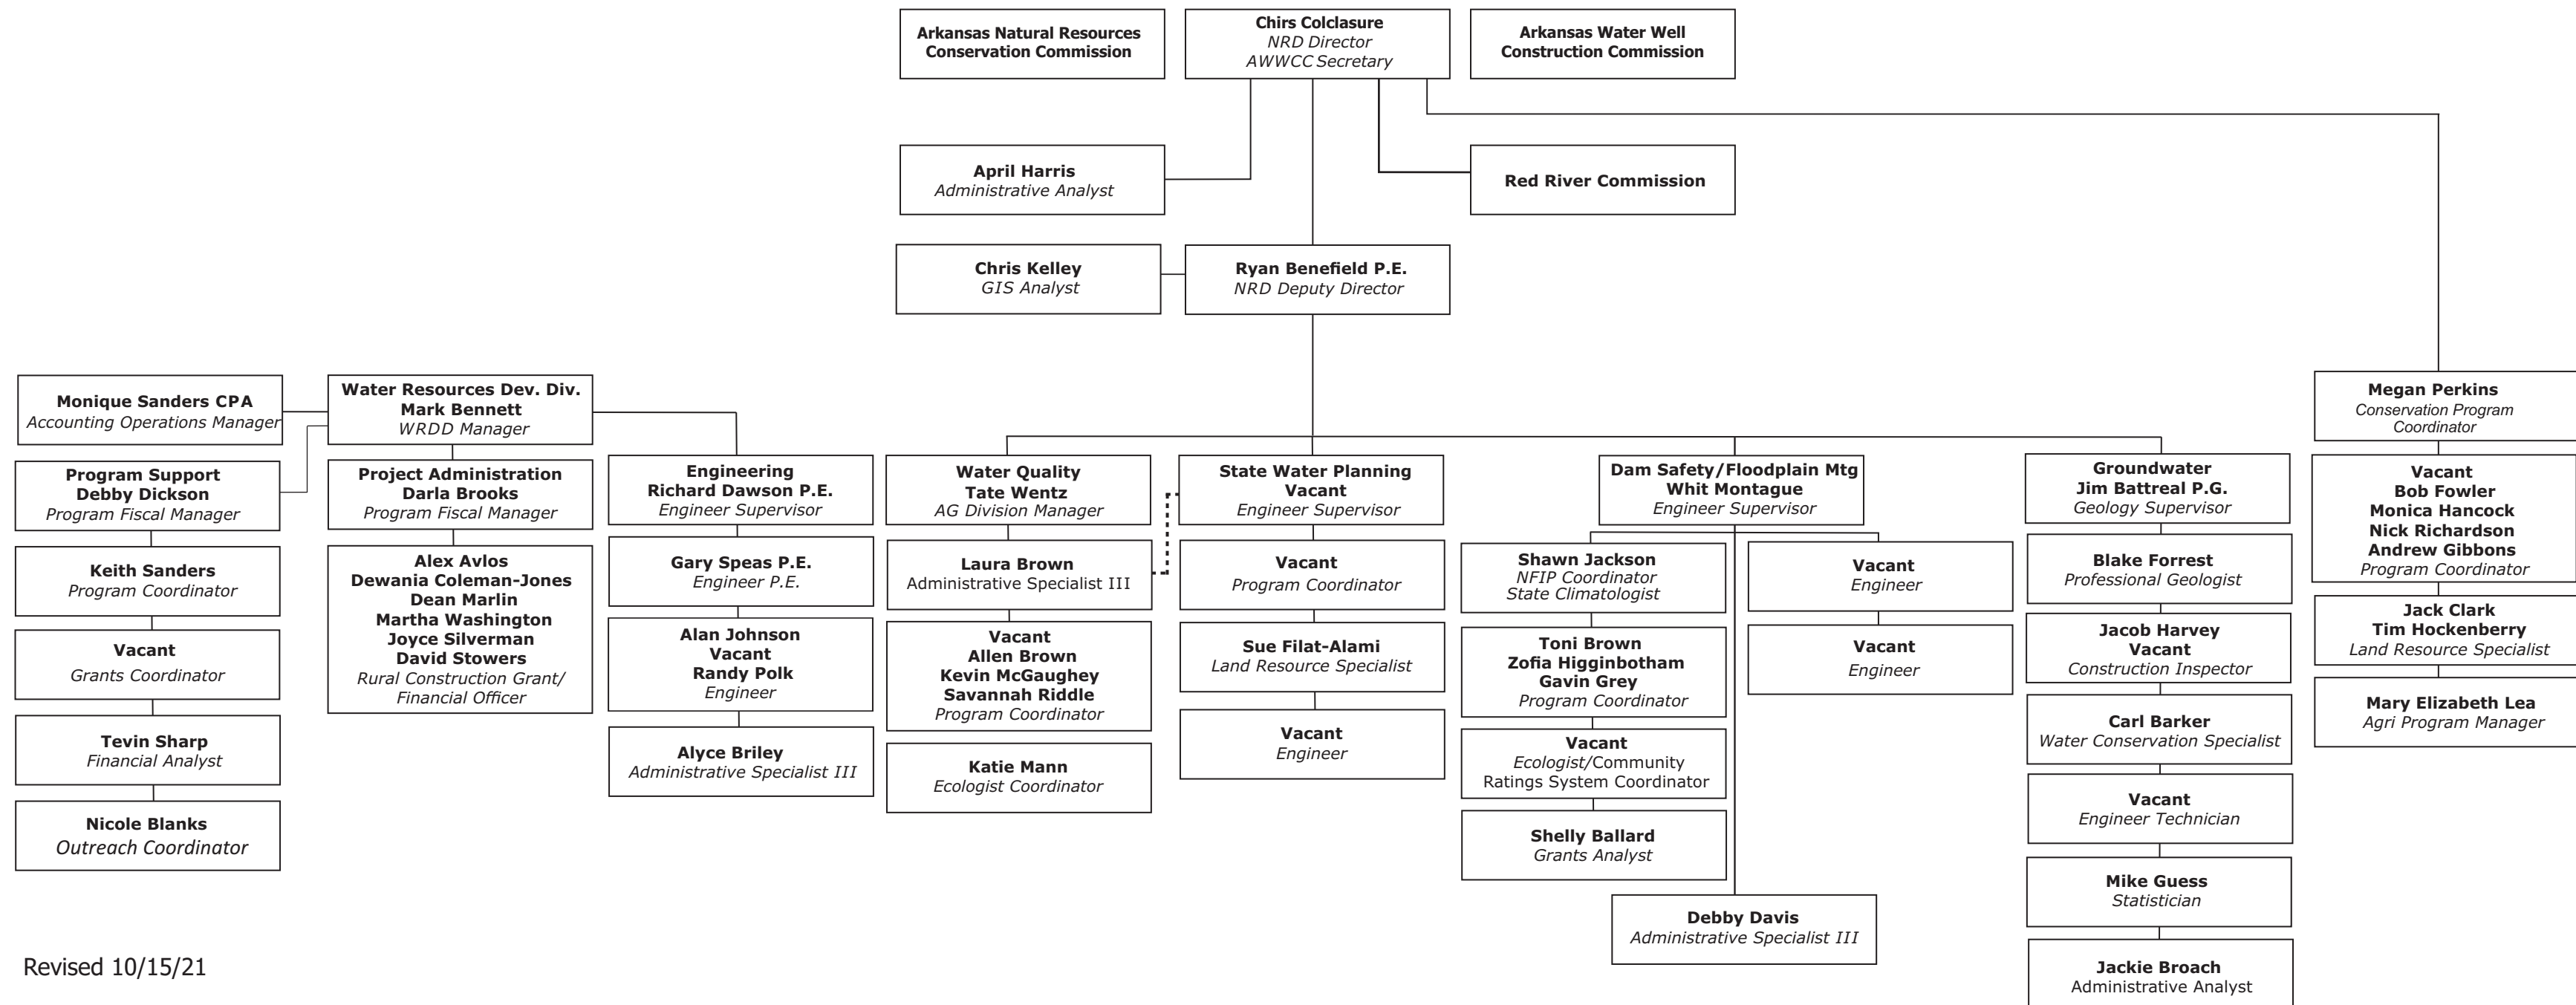 Arkansas Natural Resources
Conservation Commission
Chirs Colclasure
NRD Director
AWWCC Secretary
Arkansas Water Well
Construction Commission
April Harris
Administrative Analyst
Red River Commission
Chris Kelley
GIS Analyst
Ryan Benefield P.E.
NRD Deputy Director
Monique Sanders CPA
Accounting Operations Manager
Water Resources Dev. Div.
Mark Bennett
WRDD Manager
Megan Perkins
Conservation Program
Coordinator
Program Support
Debby Dickson
Program Fiscal Manager
Keith Sanders
Program Coordinator
Vacant
Grants Coordinator
Tevin Sharp
Financial Analyst
Nicole Blanks
Outreach Coordinator
Project Administration
Darla Brooks
Program Fiscal Manager
Alex Avlos
Dewania Coleman-Jones
Dean Marlin
Martha Washington
Joyce Silverman
David Stowers
Rural Construction Grant/
Financial Officer
Engineering
Richard Dawson P.E.
Engineer Supervisor
Gary Speas P.E.
Engineer P.E.
Alan Johnson
Vacant
Randy Polk
Engineer
Alyce Briley
Administrative Specialist III
Water Quality
Tate Wentz
AG Division Manager
Laura Brown
Administrative Specialist III
Vacant
Allen Brown
Kevin McGaughey
Savannah Riddle
Program Coordinator
Katie Mann
Ecologist Coordinator
State Water Planning
Vacant
Engineer Supervisor
Vacant
Program Coordinator
Sue Filat-Alami
Land Resource Specialist
Vacant
Engineer
Dam Safety/Floodplain Mtg
Whit Montague
Engineer Supervisor
Shawn Jackson
NFIP Coordinator
State Climatologist
Toni Brown
Zofia Higginbotham
Gavin Grey
Program Coordinator
Vacant
Ecologist/Community
Ratings System Coordinator
Shelly Ballard
Grants Analyst
Vacant
Engineer
Vacant
Engineer
Debby Davis
Administrative Specialist III
Groundwater
Jim Battreal P.G.
Geology Supervisor
Blake Forrest
Professional Geologist
Jacob Harvey
Vacant
Construction Inspector
Carl Barker
Water Conservation Specialist
Vacant
Engineer Technician
Mike Guess
Statistician
Jackie Broach
Administrative Analyst
Vacant
Bob Fowler
Monica Hancock
Nick Richardson
Andrew Gibbons
Program Coordinator
Jack Clark
Tim Hockenberry
Land Resource Specialist
Mary Elizabeth Lea
Agri Program Manager
Revised 10/15/21